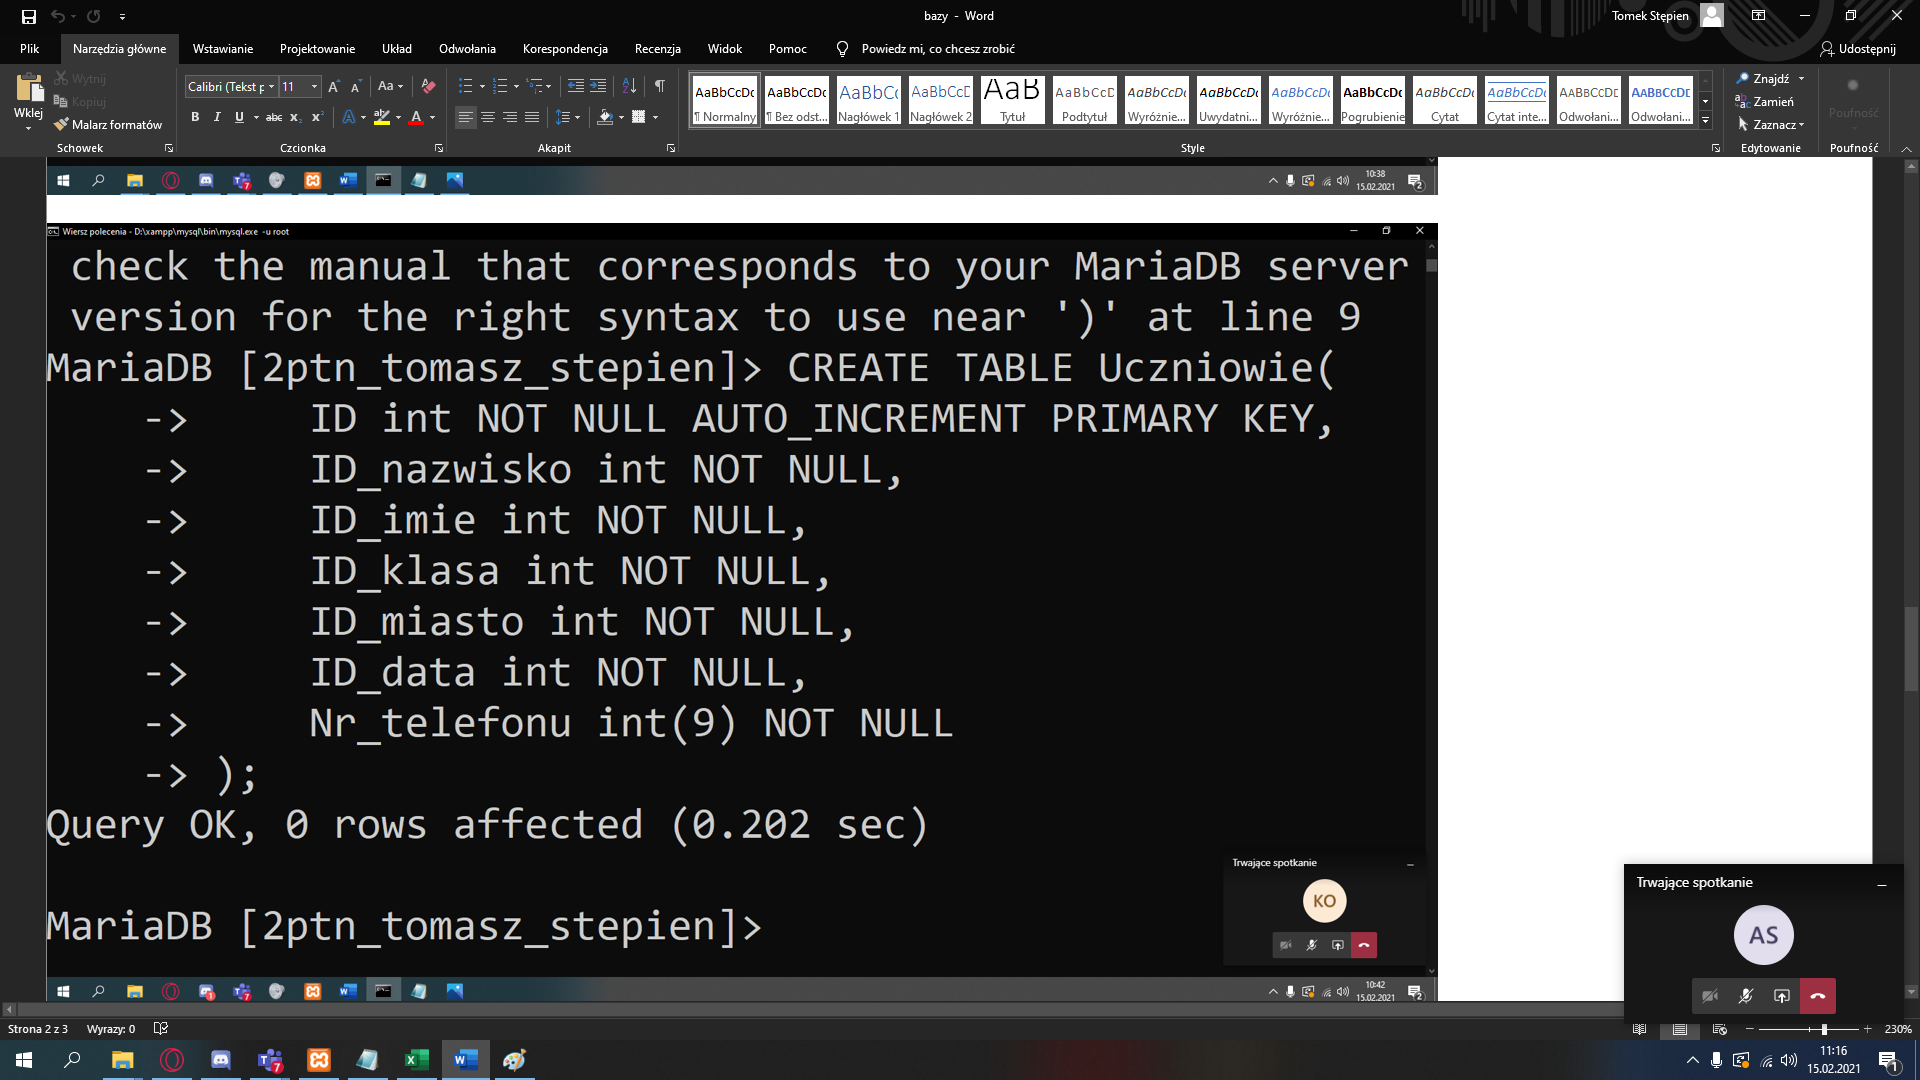 bazy - Word
Tomek Stępien
Plik
Narzędzia główne
Wstawianie
Projektowanie
Układ
Odwołania
Korespondencja
Recenzja
Widok
Pomoc
Powiedz mi, co chcesz zrobić
Udostępnij
Wklej
Wytnij
Kopiuj
Malarz formatów
Schowek
Calibri (Tekst p
11
Czcionka
Akapit
AaBbCcDc
¶ Normalny
AaBbCcDc
¶ Bez odst...
AaBbCc
Nagłówek 1
AaBbCcD
Nagłówek 2
AaB
Tytuł
AaBbCcD
Podtytuł
AaBbCcDc
Wyróżnie...
AaBbCcDc
Uwydatni...
AaBbCcDc
Wyróżnie...
AaBbCcDc
Pogrubienie
AaBbCcDc
Cytat
AaBbCcDc
Cytat inte...
AABBCCDE
Odwołani...
AABBCCDE
Odwołani...
Style
Znajdź
Zamień
Zaznacz
Edytowanie
Poufność
Poufność
10:38
15.02.2021
Wiersz polecenia - D:\xampp\mysql\bin\mysql.exe -u root
check the manual that corresponds to your MariaDB server
version for the right syntax to use near ')' at line 9
MariaDB [2ptn_tomasz_stepien]> CREATE TABLE Uczniowie(
-> ID int NOT NULL AUTO_INCREMENT PRIMARY KEY,
-> ID_nazwisko int NOT NULL,
-> ID_imie int NOT NULL,
-> ID_klasa int NOT NULL,
-> ID_miasto int NOT NULL,
-> ID_data int NOT NULL,
-> Nr_telefonu int(9) NOT NULL
-> );
Query OK, 0 rows affected (0.202 sec)
MariaDB [2ptn_tomasz_stepien]>
Trwające spotkanie
KO
10:42
15.02.2021
Trwające spotkanie
AS
Strona 2 z 3
Wyrazy: 0
230%
11:16
15.02.2021